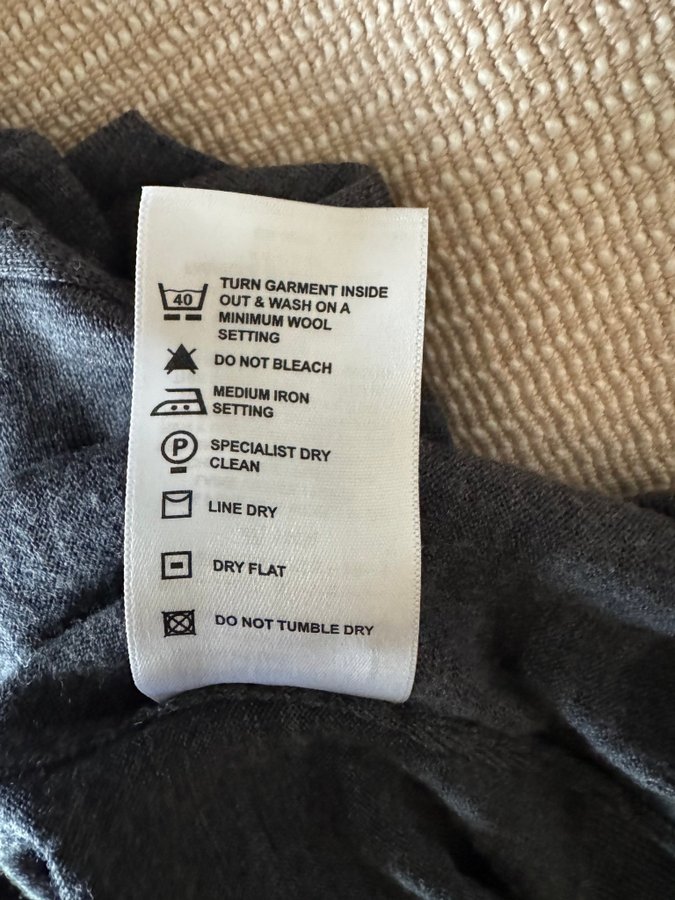 40
TURN GARMENT INSIDE
OUT & WASH ON A
MINIMUM WOOL
SETTING
DO NOT BLEACH
MEDIUM IRON
SETTING
P
SPECIALIST DRY
CLEAN
LINE DRY
DRY FLAT
DO NOT TUMBLE DRY